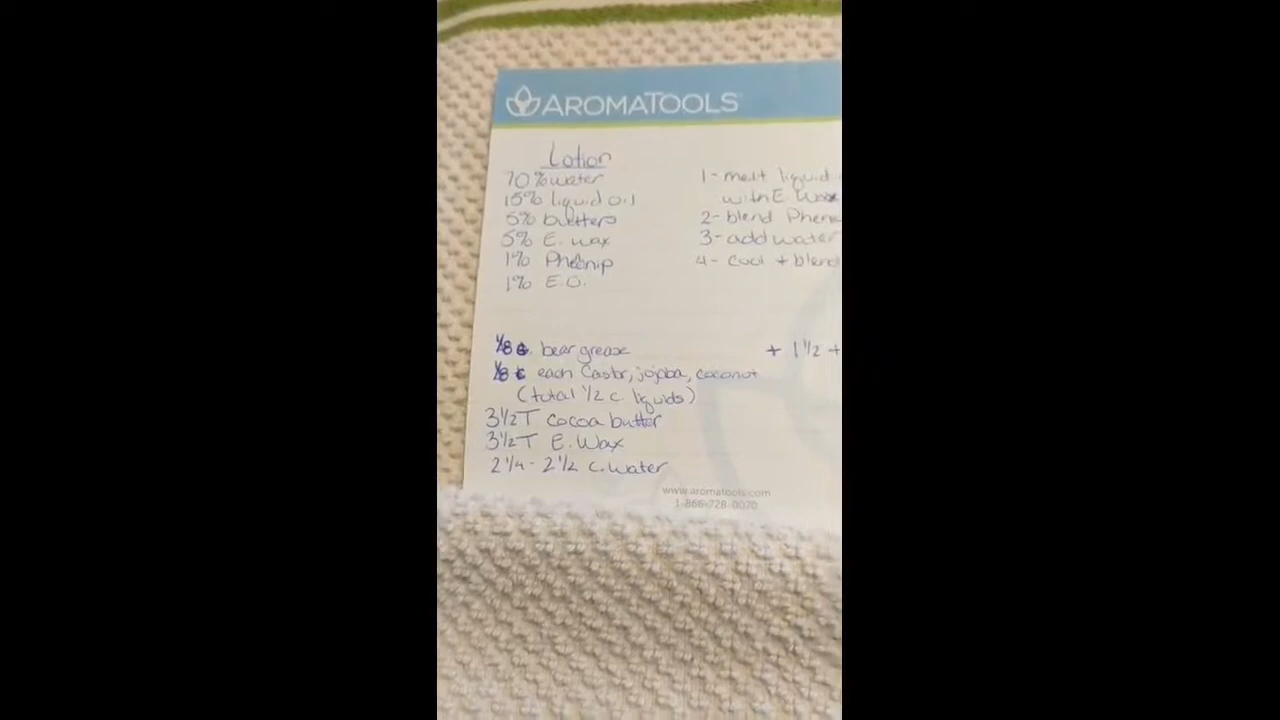 AROMATOOLS
Lotion
70% water
15% liquid oil
5% butters
5% E. wax
1% Pheonip
1% E.O.
1- melt liquid
with E. Wax
2- blend Phen
3- add water
4- cool + blend
1/8 c. bear grease
+ 1 1/2 +
1/8 c each Castor, jojoba, coconut
(total 1/2 c. liquids)
3 1/2 T cocoa butter
3 1/2 T E. Wax
2 1/4 - 2 1/2 c. water
www.aromatools.com
1-866-728-0070